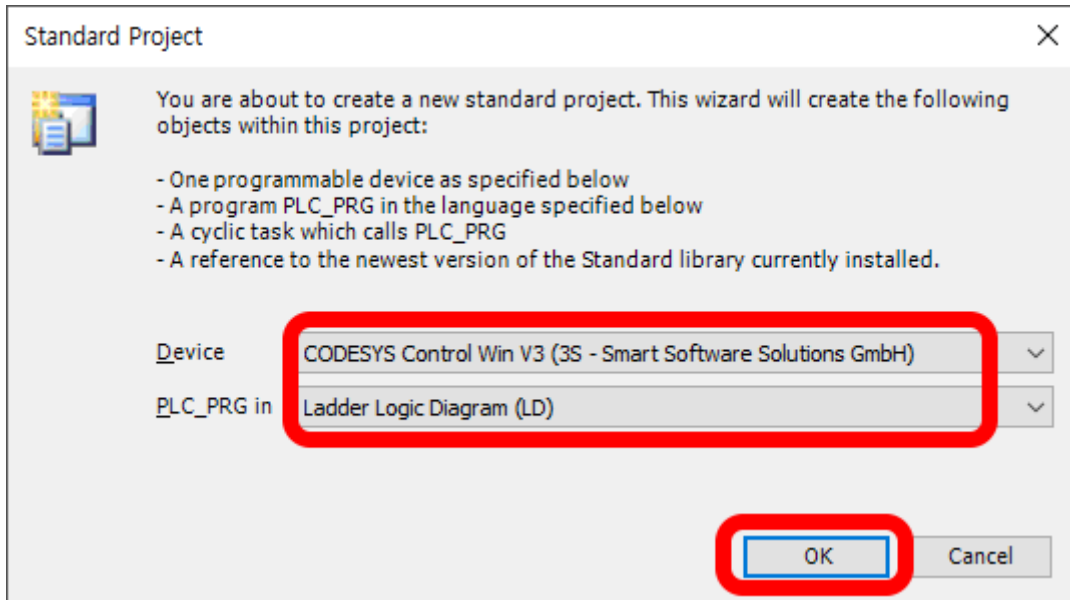 Standard Project
You are about to create a new standard project. This wizard will create the following
objects within this project:
- One programmable device as specified below
- A program PLC_PRG in the language specified below
- A cyclic task which calls PLC_PRG
- A reference to the newest version of the Standard library currently installed.
Device CODESYS Control Win V3 (3S - Smart Software Solutions GmbH)
PLC_PRG in Ladder Logic Diagram (LD)
OK Cancel